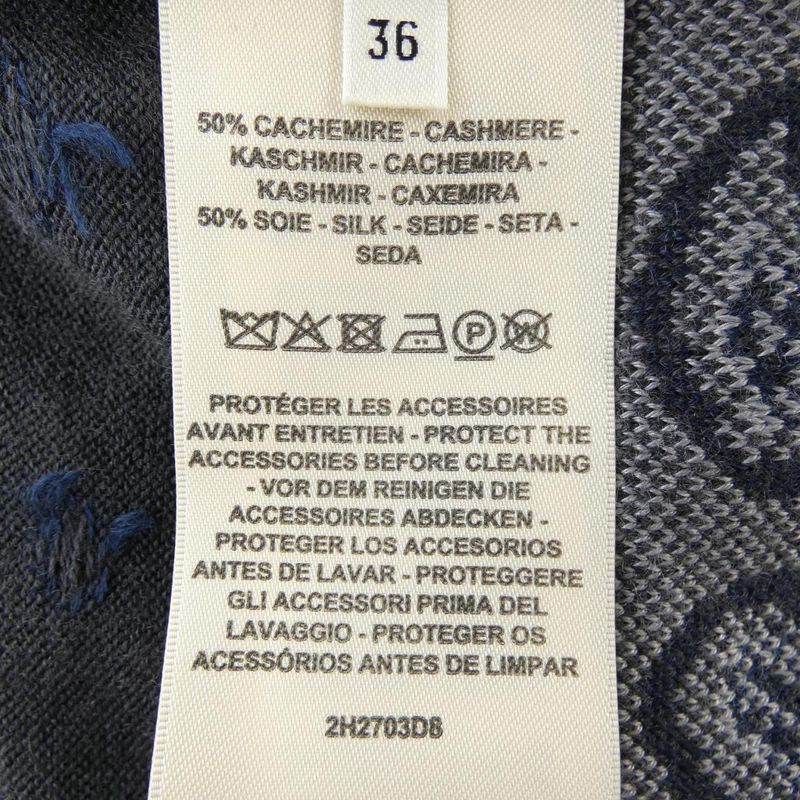 36
50% CACHEMIRE - CASHMERE -
KASCHMIR - CACHEMIRA -
KASHMIR - CAXEMIRA
50% SOIE - SILK - SEIDE - SETA -
SEDA
P
W
PROTÉGER LES ACCESSOIRES
AVANT ENTRETIEN - PROTECT THE
ACCESSORIES BEFORE CLEANING
- VOR DEM REINIGEN DIE
ACCESSOIRES ABDECKEN -
PROTEGER LOS ACCESORIOS
ANTES DE LAVAR - PROTEGGERE
GLI ACCESSORI PRIMA DEL
LAVAGGIO - PROTEGER OS
ACESSÓRIOS ANTES DE LIMPAR
2H2703D8